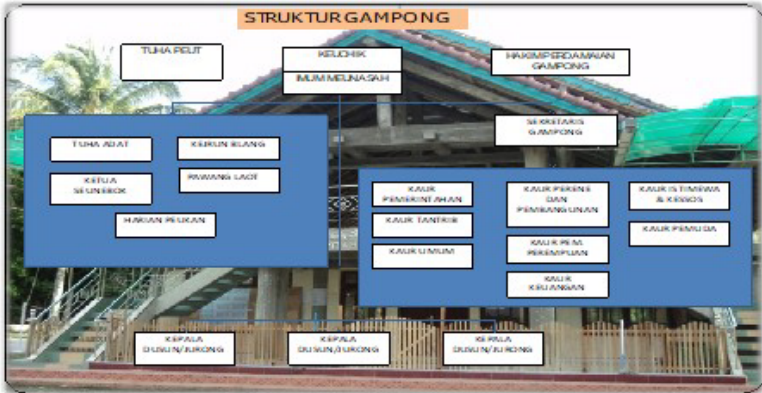 STRUKTUR GAMPONG
TUHA PEUT
KEUCHIK
IMUM MEUNASAH
HAKIM PERDAMAIAN
GAMPONG
SEKRETARIS
GAMPONG
TUHA ADAT
KEJRUN BLANG
KETUA
SEUNEBOK
PAWANG LAOT
HARIAN PEUKAN
KAUR
PEMERINTAHAN
KAUR TANTRIB
KAUR UMUM
KAUR PERENC
DAN
PEMBANGUNAN
KAUR PEM.
PEREMPUAN
KAUR
KEUANGAN
KAUR ISTIMEWA
& KESSOS
KAUR PEMUDA
KEPALA
DUSUN/JURONG
KEPALA
DUSUN/JURONG
KEPALA
DUSUN/JURONG